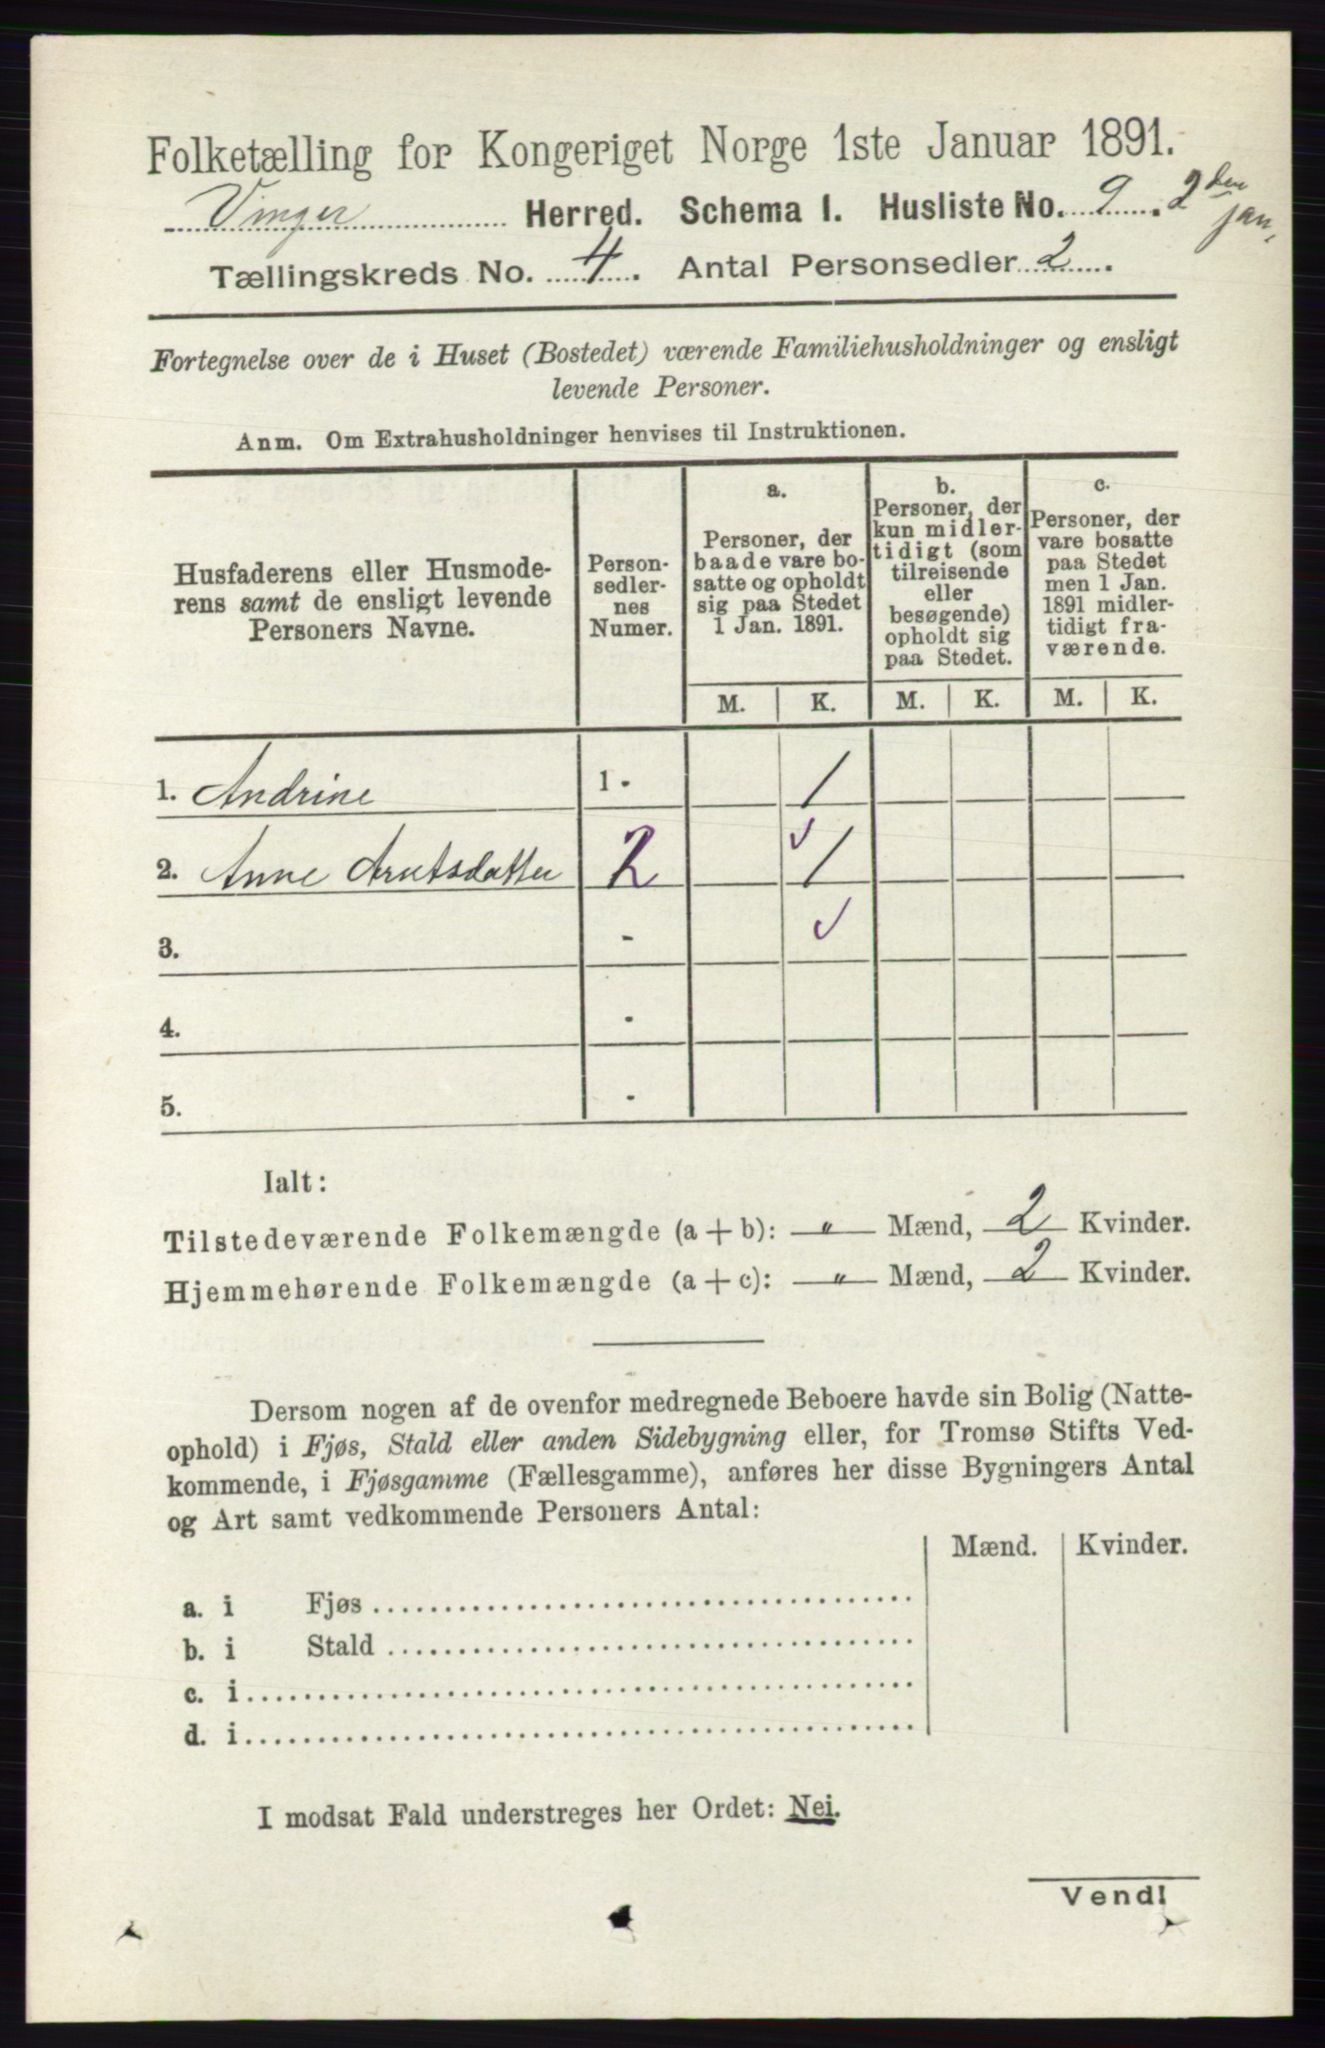 Folketælling for Kongeriget Norge 1ste Januar 1891.
Vinger Herred. Schema I. Husliste No. 9. 2den jan.
Tællingskreds No. 4. Antal Personsedler 2.
Fortegnelse over de i Huset (Bostedet) værende Familiehusholdninger og ensligt
levende Personer.
Anm. Om Extrahusholdninger henvises til Instruktionen.
Husfaderens eller Husmode-
rens samt de ensligt levende
Personers Navne.
Person-
sedler-
nes
Numer.
a.
Personer, der
baade vare bo-
satte og opholdt
sig paa Stedet
1 Jan. 1891.
b.
Personer, der
kun midler-
tidigt (som
tilreisende
eller
besøgende)
opholdt sig
paa Stedet.
c.
Personer, der
vare bosatte
paa Stedet
men 1 Jan.
1891 midler-
tidigt fra-
værende.
M. K. M. K. M. K.
1. Andrine 1 - /
2. Anne Arntsdatter 2 /
3. -
4. -
5. -
Ialt:
Tilstedeværende Folkemængde (a + b): " Mænd, 2 Kvinder.
Hjemmehørende Folkemængde (a + c): " Mænd, 2 Kvinder.
Dersom nogen af de ovenfor medregnede Beboere havde sin Bolig (Natte-
ophold) i Fjøs, Stald eller anden Sidebygning eller, for Tromsø Stifts Ved-
kommende, i Fjøsgamme (Fællesgamme), anføres her disse Bygningers Antal
og Art samt vedkommende Personers Antal:
Mænd. Kvinder.
a. i Fjøs
b. i Stald
c. i
d. i
I modsat Fald understreges her Ordet: Nei.
Vend!